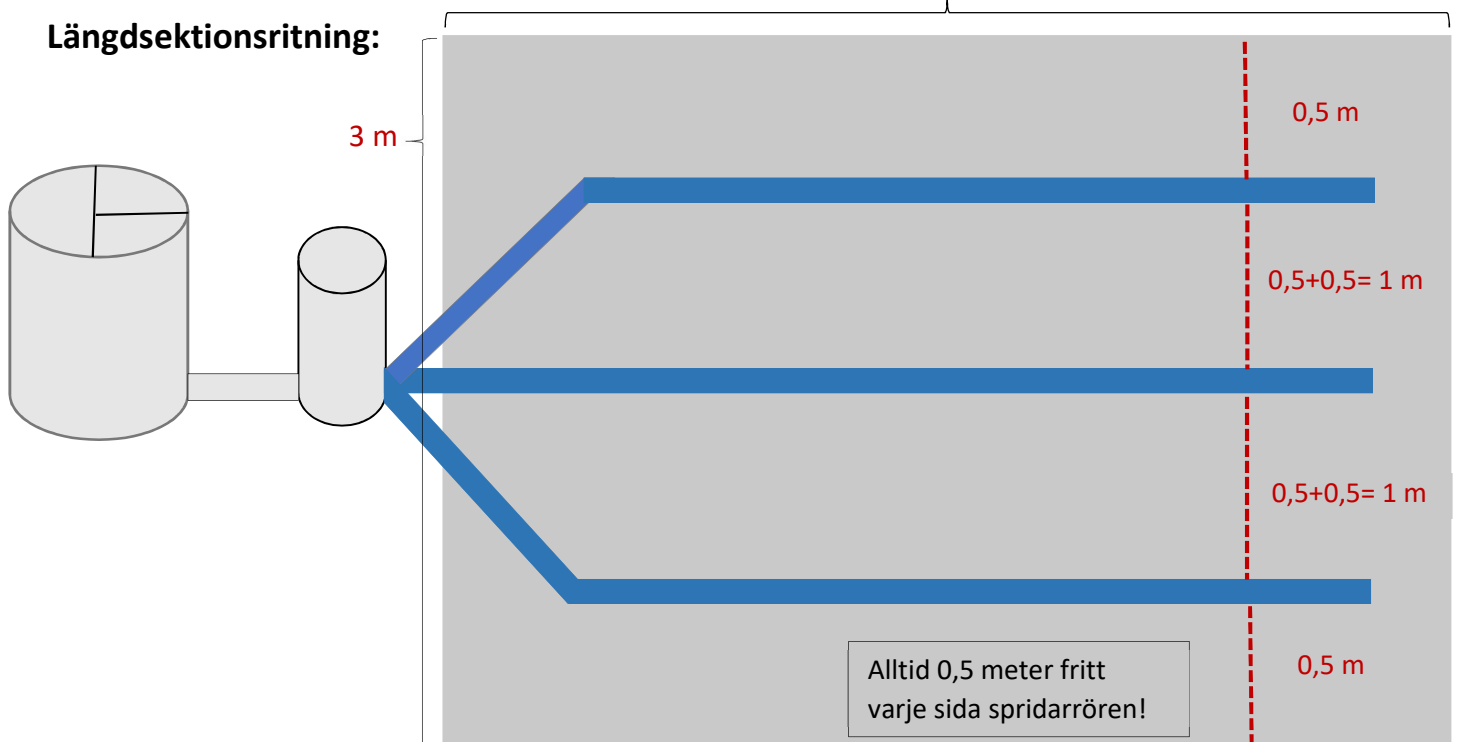 Längdsektionsritning:
3 m
0,5 m
0,5+0,5= 1 m
0,5+0,5= 1 m
0,5 m
Alltid 0,5 meter fritt
varje sida spridarrören!